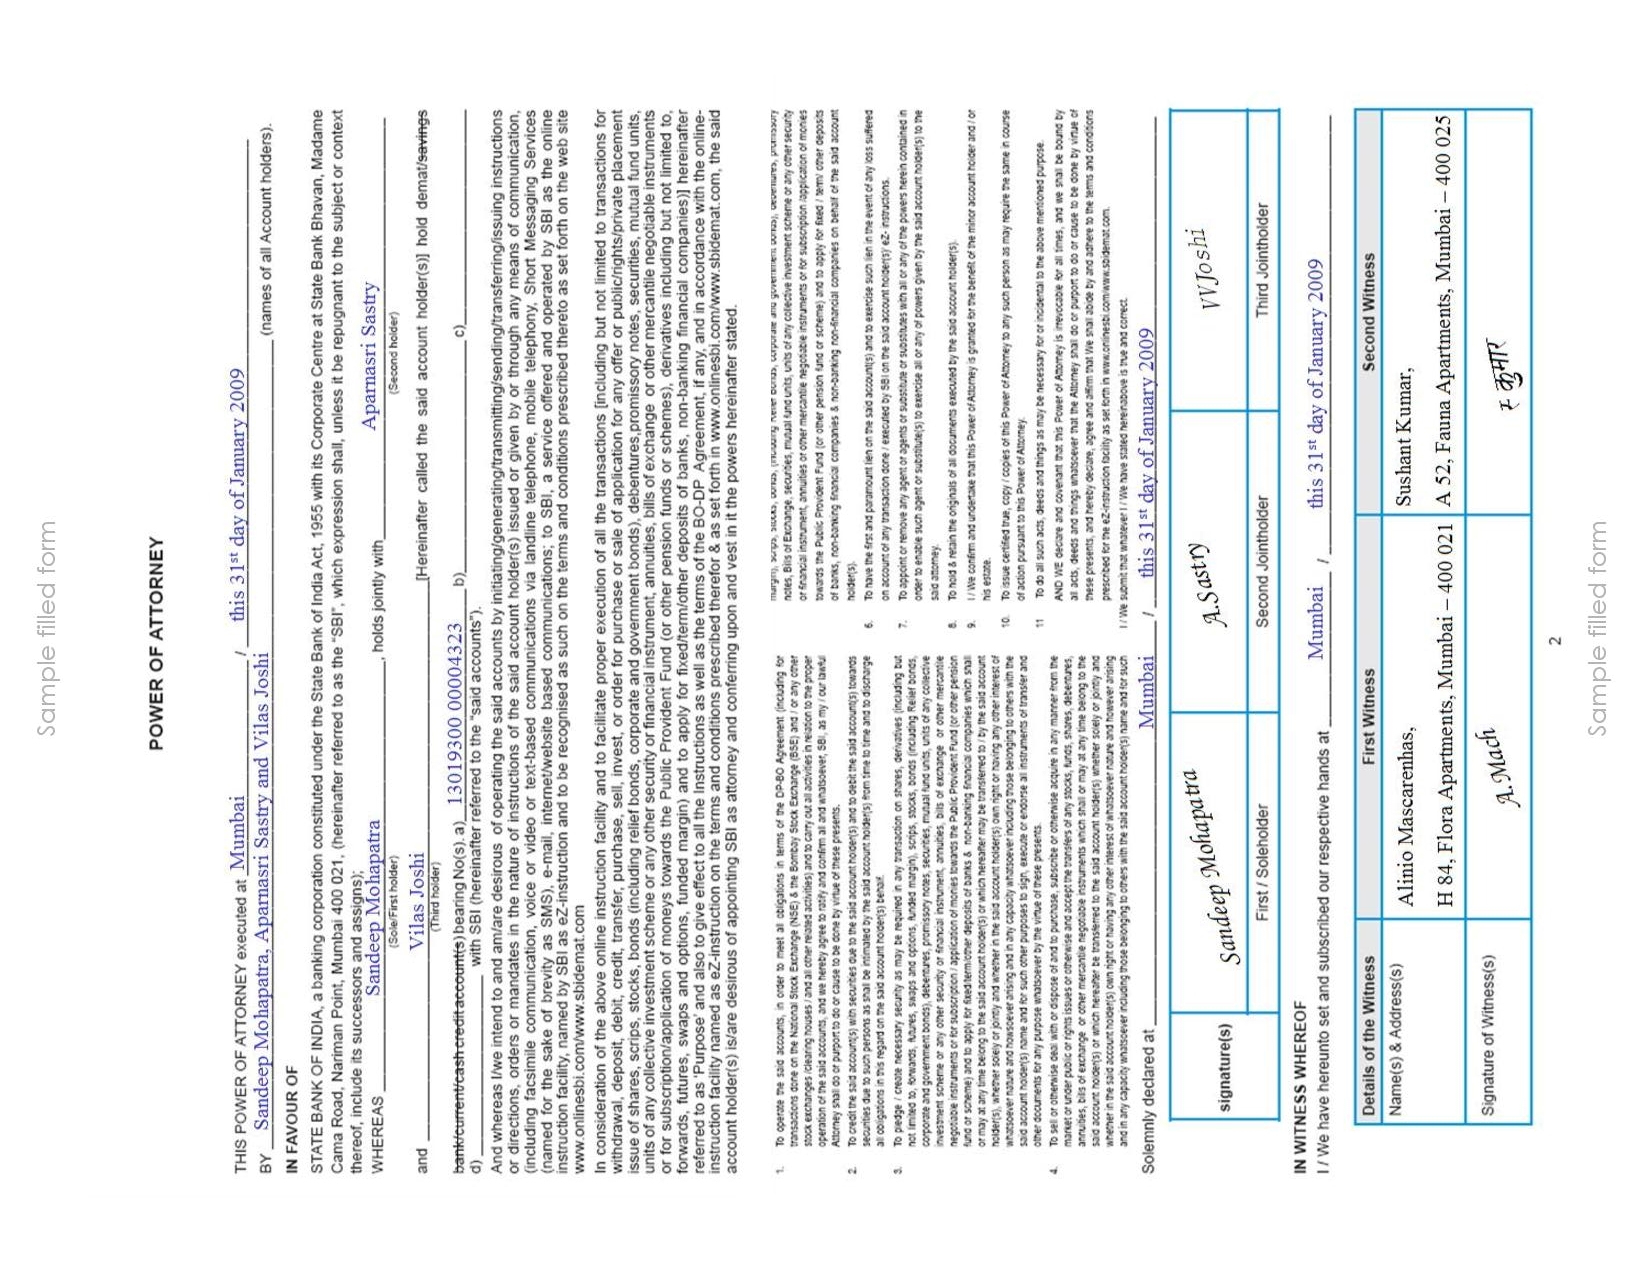 Sample filled form
POWER OF ATTORNEY
THIS POWER OF ATTORNEY executed at Mumbai / this 31st day of January 2009
BY Sandeep Mohapatra, Aparnasri Sastry and Vilas Joshi (names of all Account holders).
IN FAVOUR OF
STATE BANK OF INDIA, a banking corporation constituted under the State Bank of India Act, 1955 with its Corporate Centre at State Bank Bhavan, Madame
Cama Road, Nariman Point, Mumbai 400 021, (hereinafter referred to as the "SBI", which expression shall, unless it be repugnant to the subject or context
thereof, include its successors and assigns);
WHEREAS Sandeep Mohapatra, holds jointly with Aparnasri Sastry
(Sole/First holder) (Second holder)
and Vilas Joshi [Hereinafter called the said account holder(s)] hold demat/savings
(Third holder)
bank/current/cash credit account(s) bearing No(s). a) 13019300 00004323 b) c)
d) with SBI (hereinafter referred to the "said accounts").
And whereas I/we intend to and am/are desirous of operating the said accounts by initiating/generating/transmitting/sending/transferring/issuing instructions
or directions, orders or mandates in the nature of instructions of the said account holder(s) issued or given by or through any means of communication,
(including facsimile communication, voice or video or text-based communications via landline telephone, mobile telephony, Short Messaging Services
(named for the sake of brevity as SMS), e-mail, internet/website based communications; to SBI, a service offered and operated by SBI as the online
instruction facility, named by SBI as eZ-instruction and to be recognised as such on the terms and conditions prescribed thereto as set forth on the web site
www.onlinesbi.com/www.sbidemat.com
In consideration of the above online instruction facility and to facilitate proper execution of all the transactions [including but not limited to transactions for
withdrawal, deposit, debit, credit, transfer, purchase, sell, invest, or order for purchase or sale of application for any offer or public/rights/private placement
issue of shares, scrips, stocks, bonds (including relief bonds, corporate and government bonds), debentures,promissory notes, securities, mutual fund units,
units of any collective investment scheme or any other security or financial instrument, annuities, bills of exchange or other mercantile negotiable instruments
or for subscription/application of moneys towards the Public Provident Fund (or other pension funds or schemes), derivatives including but not limited to,
forwards, futures, swaps and options, funded margin) and to apply for fixed/term/other deposits of banks, non-banking financial companies)] hereinafter
referred to as 'Purpose' and also to give effect to all the Instructions as well as the terms of the BO-DP Agreement, if any, and in accordance with the online-
instruction facility named as eZ-instruction on the terms and conditions prescribed therefor & as set forth in www.onlinesbi.com/www.sbidemat.com, the said
account holder(s) is/are desirous of appointing SBI as attorney and conferring upon and vest in it the powers hereinafter stated.
1. To operate the said accounts, in order to meet all obligations in terms of the DP-BO Agreement (including for
transactions done on the National Stock Exchange (NSE) & the Bombay Stock Exchange (BSE) and / or any other
stock exchanges /clearing houses / and all other related activities) and to carry out all activities in relation to the proper
operation of the said accounts, and we hereby agree to ratify and confirm all and whatsoever, SBI, as my / our lawful
Attorney shall do or purport to do or cause to be done by virtue of these presents.
2. To credit the said account(s) with securities due to the said account holder(s) and to debit the said account(s) towards
securities due to such persons as shall be intimated by the said account holder(s) from time to time and to discharge
all obligations in this regard on the said account holder(s) behalf.
3. To pledge / create necessary security as may be required in any transaction on shares, derivatives (including but
not limited to, forwards, futures, swaps and options, funded margin), scrips, stocks, bonds (including Relief bonds,
corporate and government bonds), debentures, promissory notes, securities, mutual fund units, units of any collective
investment scheme or any other security or financial instrument, annuities, bills of exchange or other mercantile
negotiable instruments or for subscription / application of monies towards the Public Provident Fund (or other pension
fund or scheme) and to apply for fixed/term/other deposits of banks & non-banking financial companies which shall
or may at any time belong to the said account holder(s) or which hereafter may be transferred to / by the said account
holder(s), whether solely or jointly and whether in the said account holder(s) own right or having any other interest of
whatsoever nature and howsoever arising and in any capacity whatsoever including those belonging to others with the
said account holder(s) name and for such other purposes to sign, execute or endorse all instruments of transfer and
other documents for any purpose whatsoever by the virtue of these presents.
4. To sell or otherwise deal with or dispose of and to purchase, subscribe or otherwise acquire in any manner from the
market or under public or rights issues or otherwise and accept the transfers of any stocks, funds, shares, debentures,
annuities, bills of exchange or other mercantile negotiable instruments which shall or may at any time belong to the
said account holder(s) or which hereafter be transferred to the said account holder(s) whether solely or jointly and
whether in the said account holder(s) own right or having any other interest of whatsoever nature and however arising
and in any capacity whatsoever including those belonging to others with the said account holder(s) name and for such
notes, Bills of Exchange, securities, mutual fund units, units of any collective investment scheme or any other security
or financial instrument, annuities or other mercantile negotiable instruments or for subscription /application of monies
towards the Public Provident Fund (or other pension fund or scheme) and to apply for fixed / term/ other deposits
of banks, non-banking financial companies & non-banking non-financial companies on behalf of the said account
holder(s).
6. To have the first and paramount lien on the said account(s) and to exercise such lien in the event of any loss suffered
on account of any transaction done / executed by SBI on the said account holder(s)' eZ- instructions.
7. To appoint or remove any agent or agents or substitute or substitutes with all or any of the powers herein contained in
order to enable such agent or substitute(s) to exercise all or any of powers given by the said account holder(s) to the
said attorney.
8. To hold & retain the originals of all documents executed by the said account holder(s).
9. I / We confirm and undertake that this Power of Attorney is granted for the benefit of the minor account holder and / or
his estate.
10. To issue certified true, copy / copies of this Power of Attorney to any such person as may require the same in course
of action pursuant to this Power of Attorney.
11 To do all such acts, deeds and things as may be necessary for or incidental to the above mentioned purpose.
AND WE declare and covenant that this Power of Attorney is irrevocable for all times, and we shall be bound by
all acts, deeds and things whatsoever that the Attorney shall do or purport to do or cause to be done by virtue of
these presents, and hereby declare, agree and affirm that We shall abide by and adhere to the terms and conditions
prescribed for the eZ-instruction facility as set forth in www.onlinesbi.com/www.sbidemat.com.
I / We submit that whatever I / We have stated hereinabove is true and correct.
Solemnly declared at Mumbai / this 31st day of January 2009
signature(s) Sandeep Mohapatra A.Sastry VVJoshi
First / Soleholder Second Jointholder Third Jointholder
IN WITNESS WHEREOF
I / We have hereunto set and subscribed our respective hands at Mumbai / this 31st day of January 2009
Details of the Witness First Witness Second Witness
Name(s) & Address(s) Alinio Mascarenhas, Sushant Kumar,
H 84, Flora Apartments, Mumbai – 400 021 A 52, Fauna Apartments, Mumbai – 400 025
Signature of Witness(s) A.Mach कुमार
2
Sample filled form